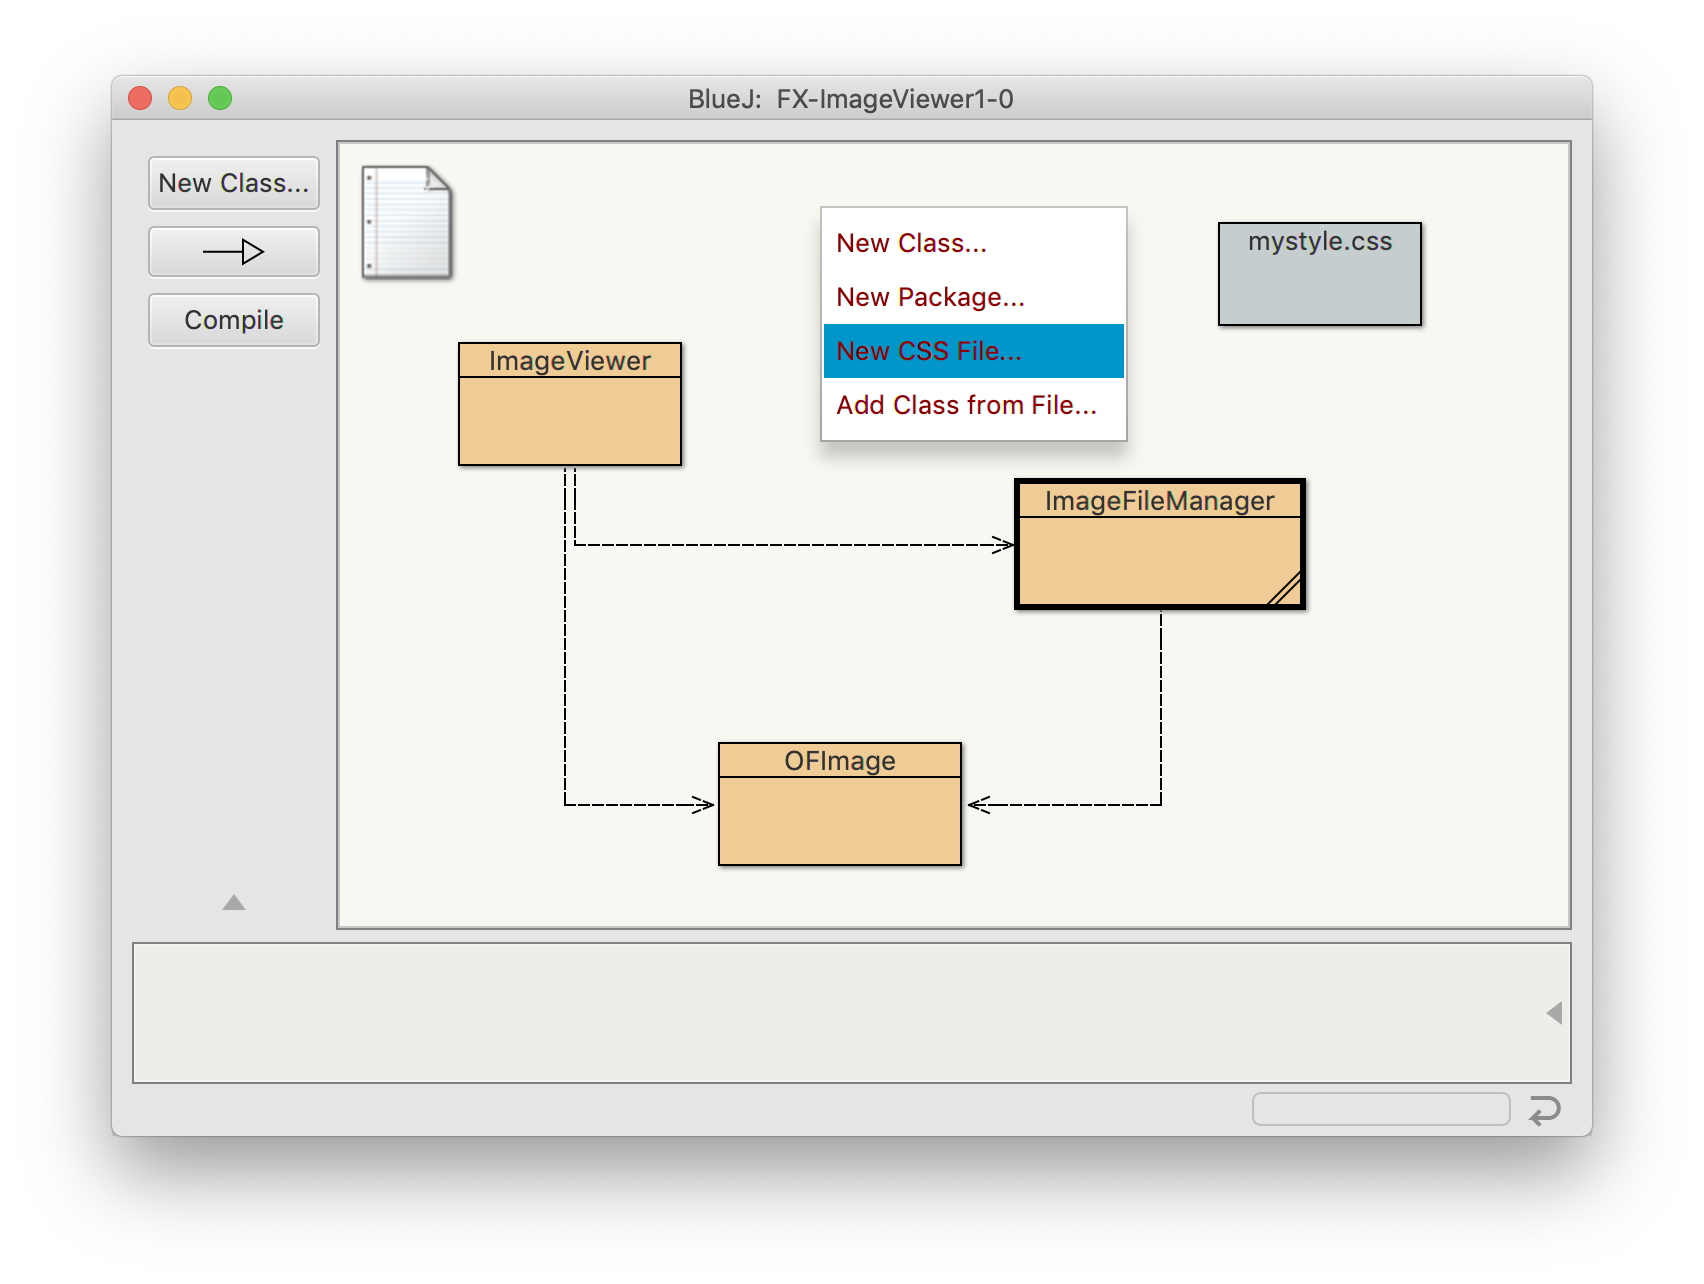 BlueJ:  FX-ImageViewer1-0
New Class...
Compile
New Class...
New Package...
New CSS File...
Add Class from File...
mystyle.css
ImageViewer
ImageFileManager
OFImage